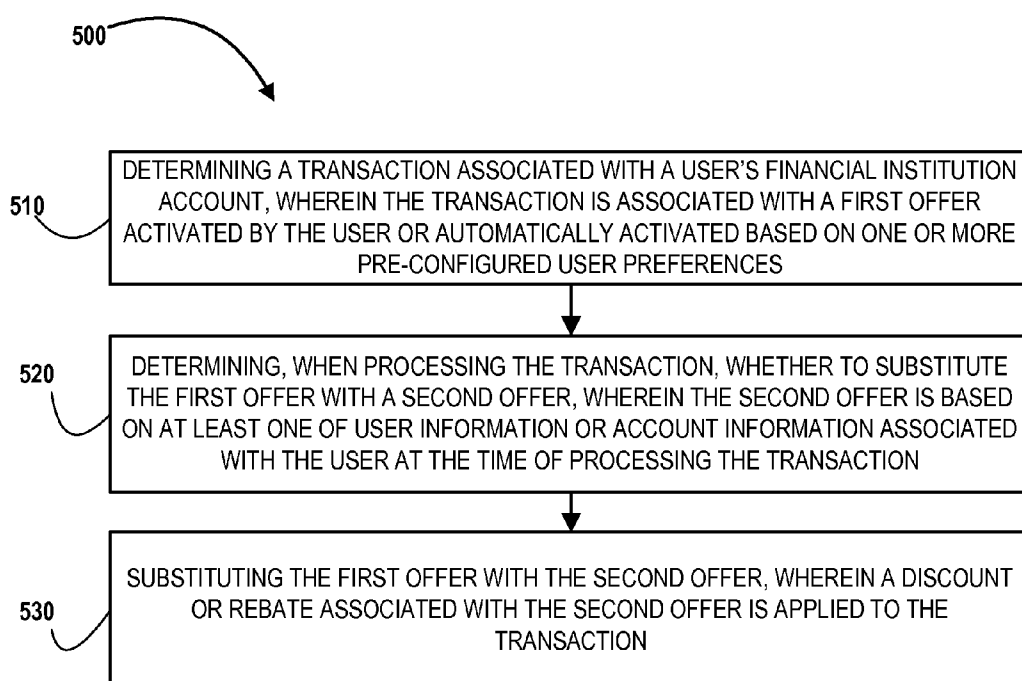 500
510
DETERMINING A TRANSACTION ASSOCIATED WITH A USER'S FINANCIAL INSTITUTION
ACCOUNT, WHEREIN THE TRANSACTION IS ASSOCIATED WITH A FIRST OFFER
ACTIVATED BY THE USER OR AUTOMATICALLY ACTIVATED BASED ON ONE OR MORE
PRE-CONFIGURED USER PREFERENCES
520
DETERMINING, WHEN PROCESSING THE TRANSACTION, WHETHER TO SUBSTITUTE
THE FIRST OFFER WITH A SECOND OFFER, WHEREIN THE SECOND OFFER IS BASED
ON AT LEAST ONE OF USER INFORMATION OR ACCOUNT INFORMATION ASSOCIATED
WITH THE USER AT THE TIME OF PROCESSING THE TRANSACTION
530
SUBSTITUTING THE FIRST OFFER WITH THE SECOND OFFER, WHEREIN A DISCOUNT
OR REBATE ASSOCIATED WITH THE SECOND OFFER IS APPLIED TO THE
TRANSACTION